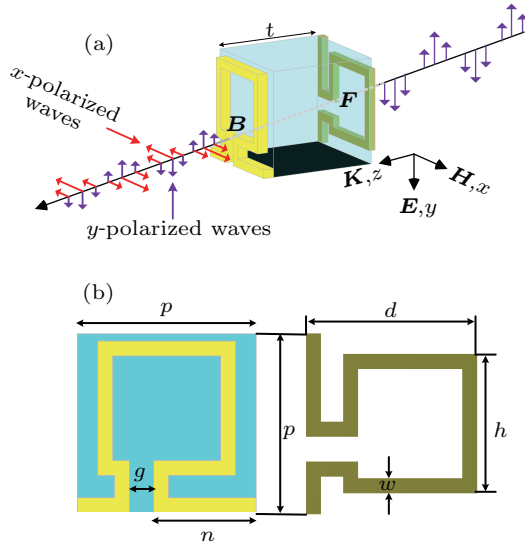 (a)
t
x-polarized
waves
B
F
K,z
H,x
E,y
y-polarized waves
(b)
p
d
p
h
g
w
n